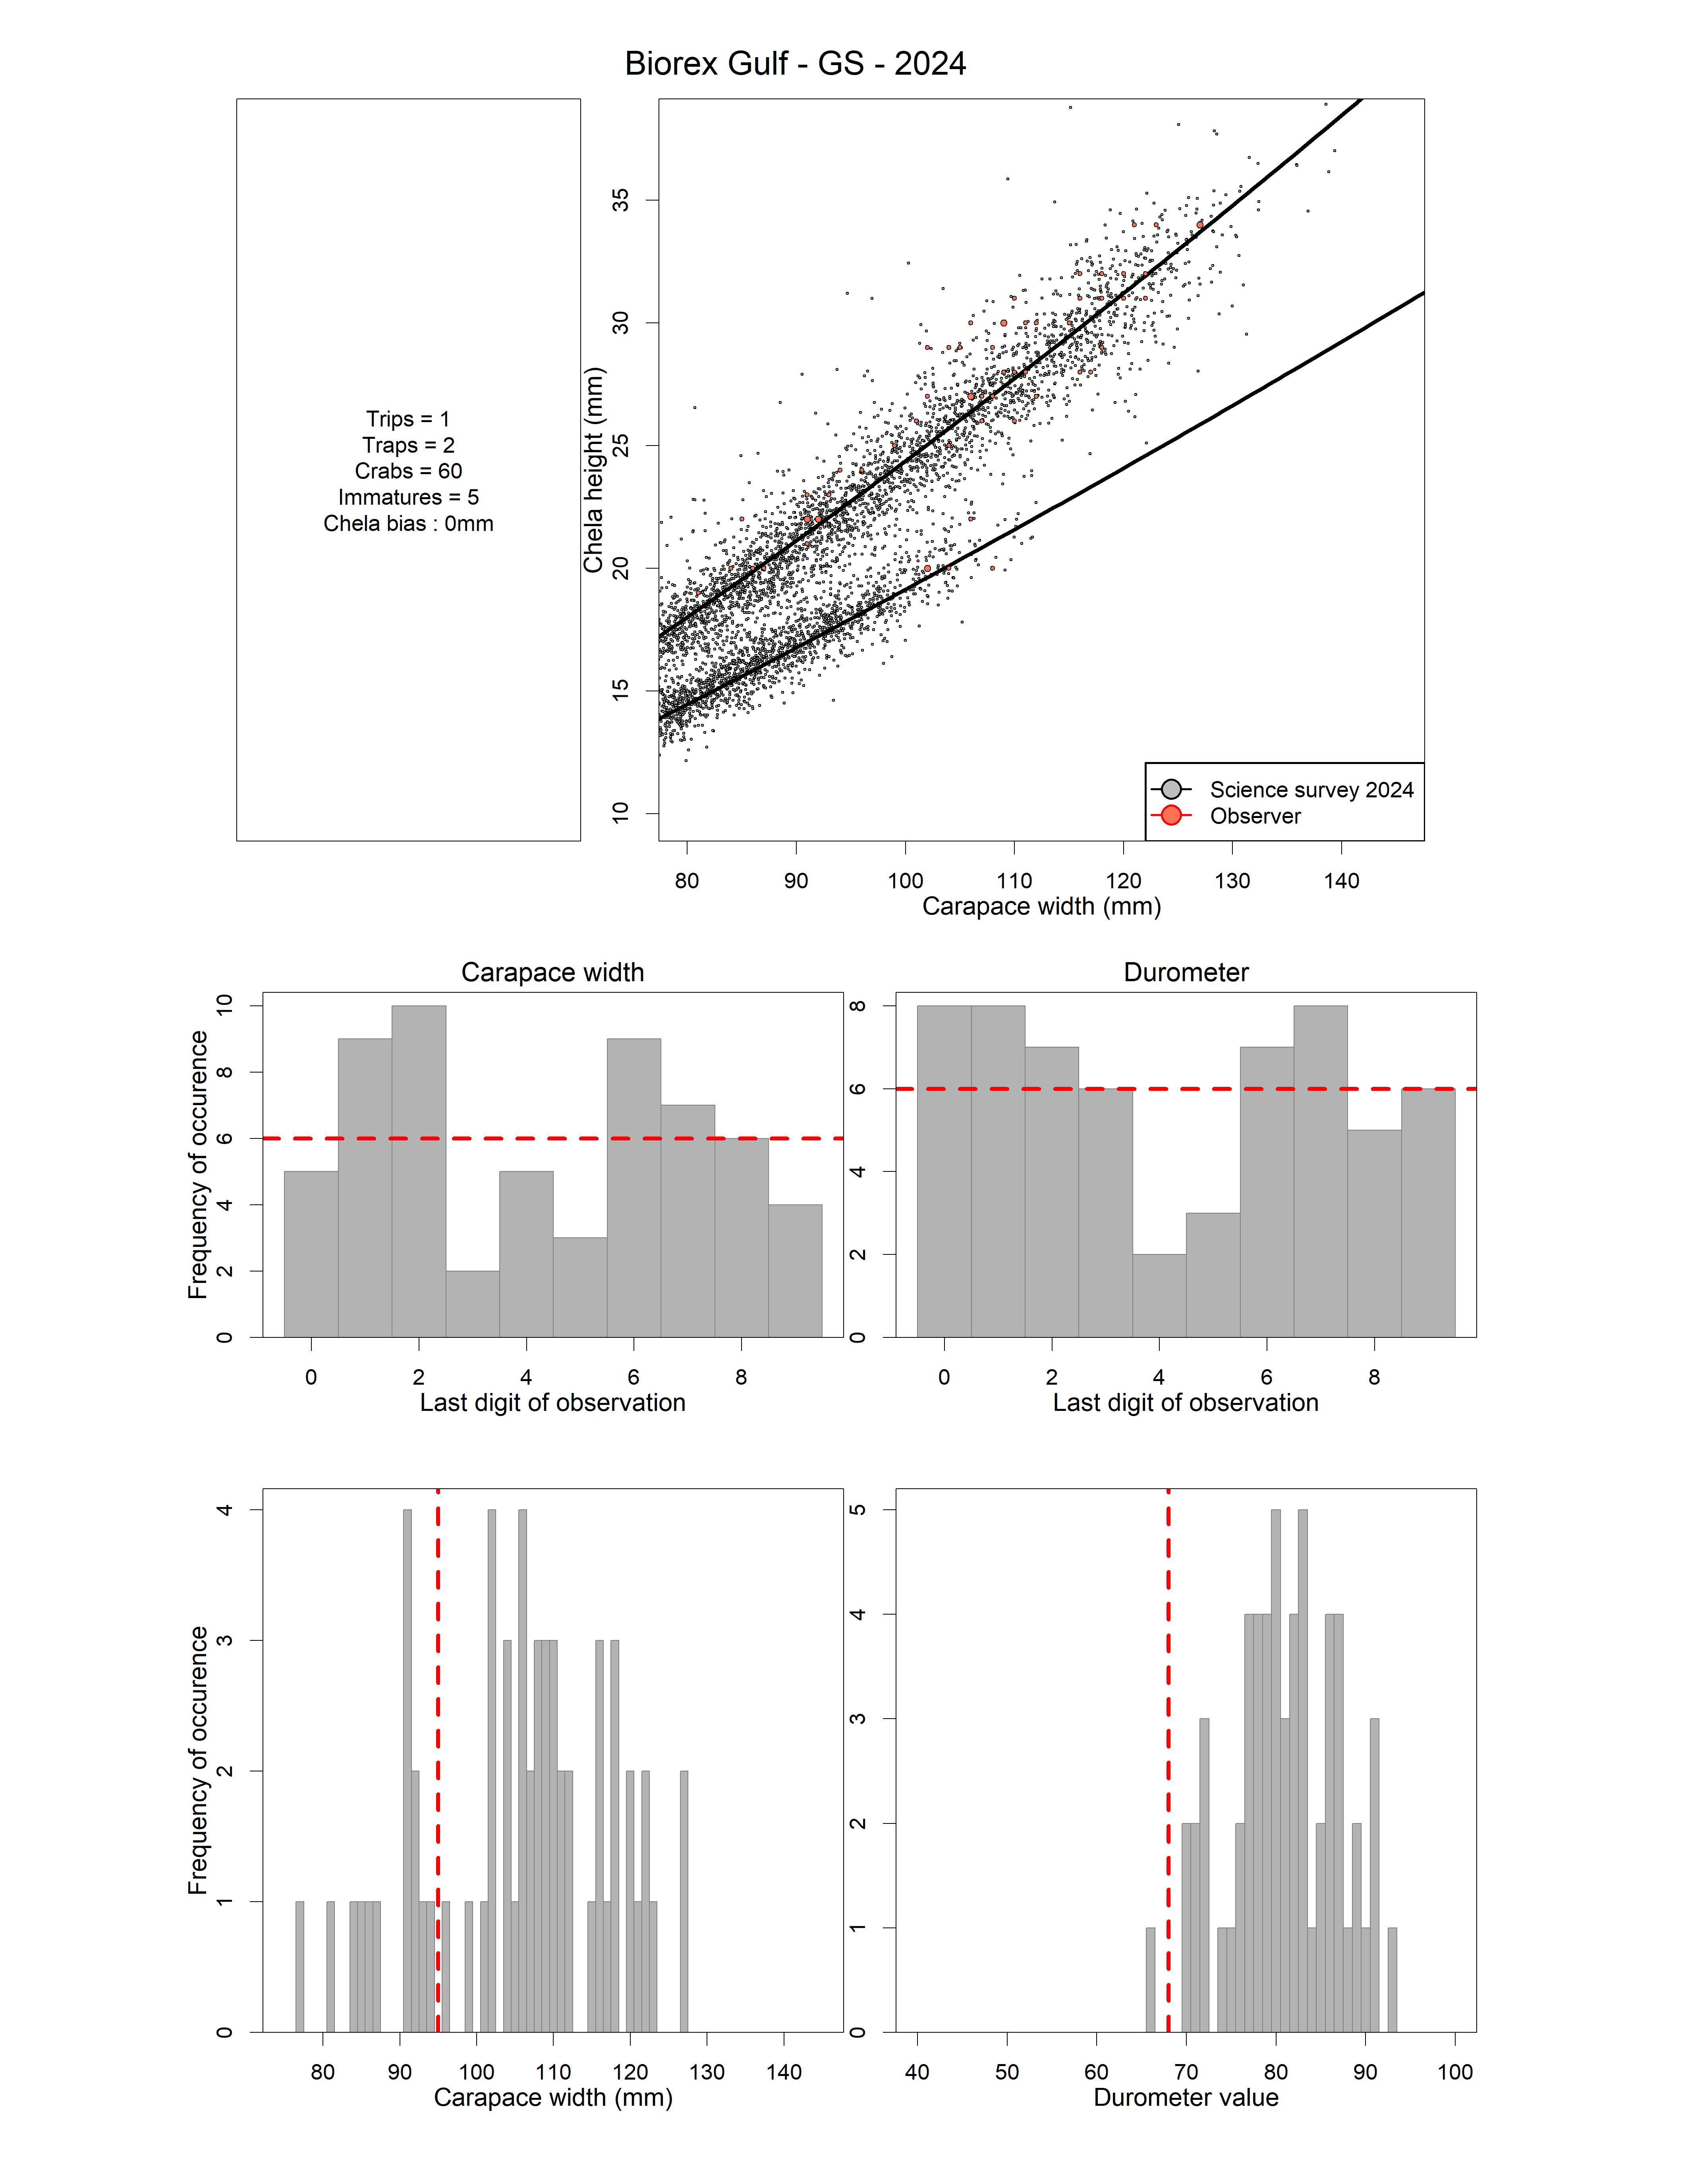 Biorex Gulf - GS - 2024
Trips = 1
Traps = 2
Crabs = 60
Immatures = 5
Chela bias : 0mm
Chela height (mm)
35
30
25
20
15
10
Science survey 2024
Observer
80 90 100 110 120 130 140
Carapace width (mm)
Carapace width
Frequency of occurence
10
8
6
4
2
0
0 2 4 6 8
Last digit of observation
Durometer
8
6
4
2
0
0 2 4 6 8
Last digit of observation
Frequency of occurence
4
3
2
1
0
80 90 100 110 120 130 140
Carapace width (mm)
5
4
3
2
1
0
40 50 60 70 80 90 100
Durometer value